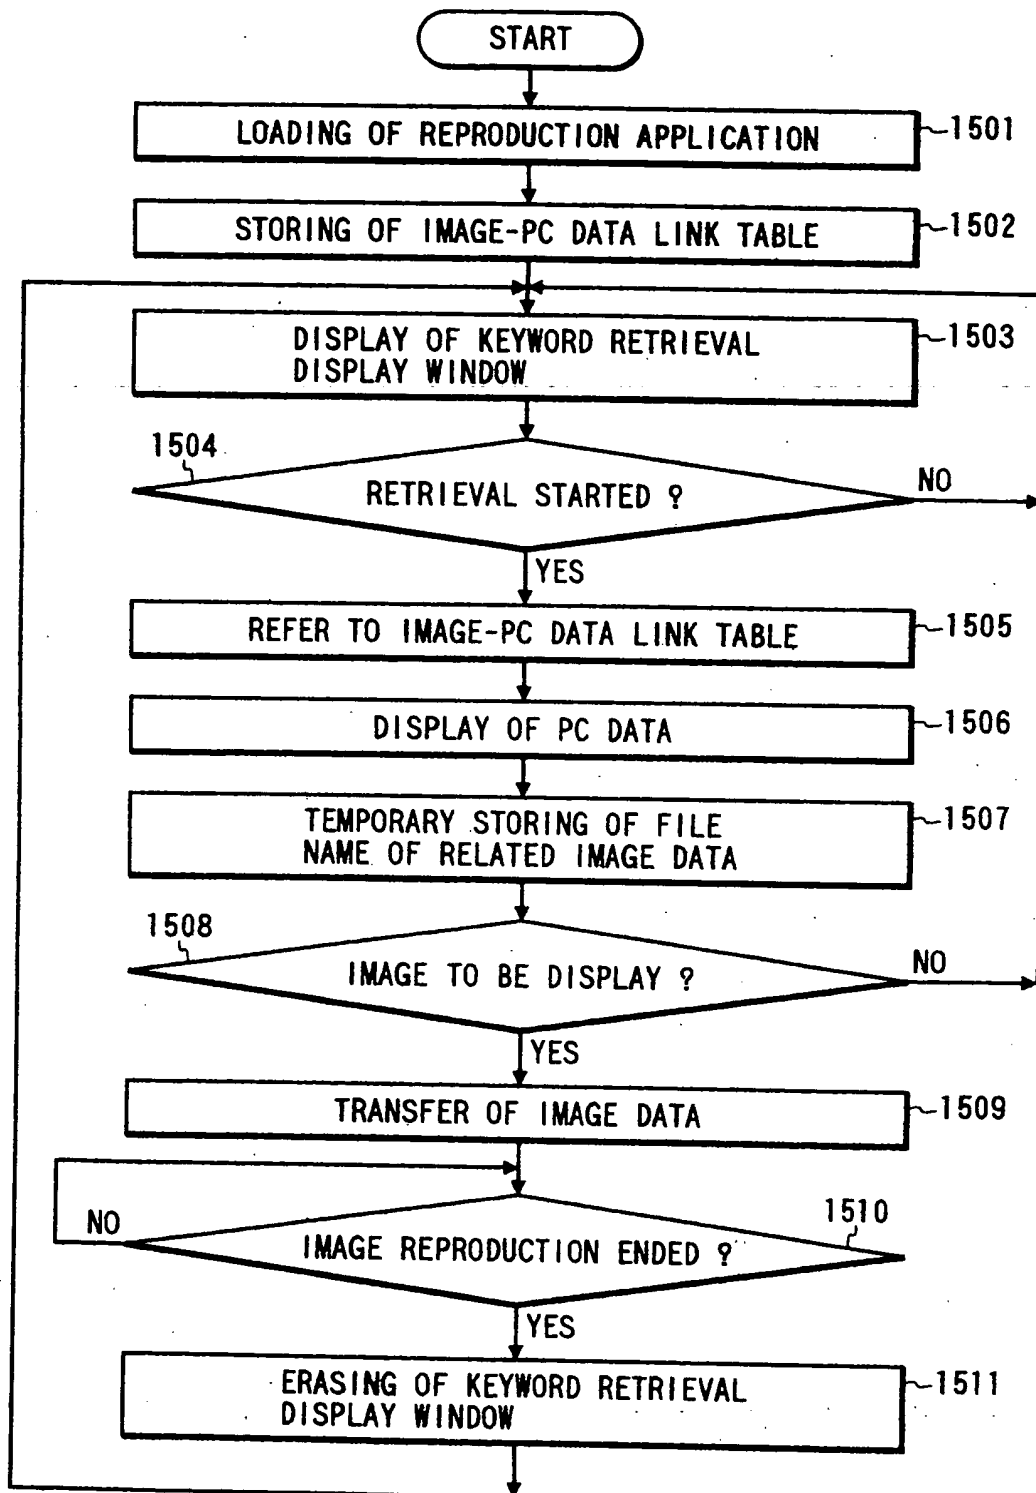 START
LOADING OF REPRODUCTION APPLICATION
1501
STORING OF IMAGE-PC DATA LINK TABLE
1502
DISPLAY OF KEYWORD RETRIEVAL
DISPLAY WINDOW
1503
1504
RETRIEVAL STARTED ?
NO
YES
REFER TO IMAGE-PC DATA LINK TABLE
1505
DISPLAY OF PC DATA
1506
TEMPORARY STORING OF FILE
NAME OF RELATED IMAGE DATA
1507
1508
IMAGE TO BE DISPLAY ?
NO
YES
TRANSFER OF IMAGE DATA
1509
NO
IMAGE REPRODUCTION ENDED ?
1510
YES
ERASING OF KEYWORD RETRIEVAL
DISPLAY WINDOW
1511